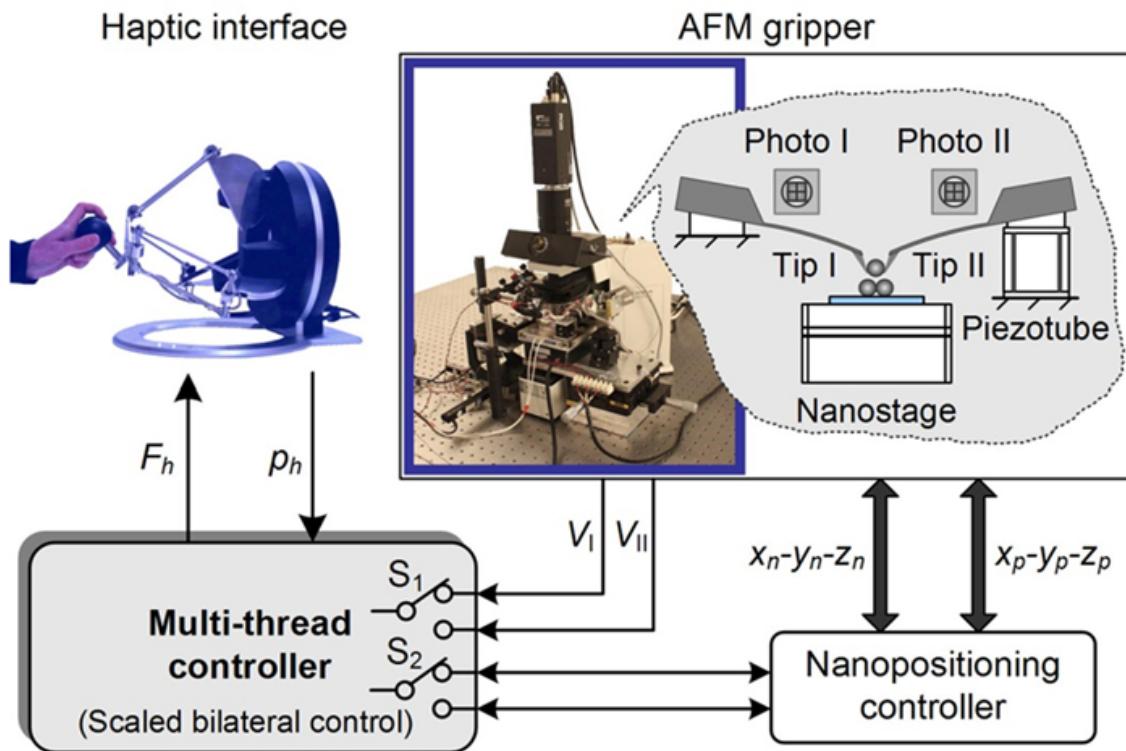 Haptic interface
AFM gripper
Photo I
Photo II
Tip I
Tip II
Piezotube
Nanostage
Fh
ph
VI
VII
xn-yn-zn
xp-yp-zp
S1
Multi-thread
controller
S2
(Scaled bilateral control)
Nanopositioning
controller